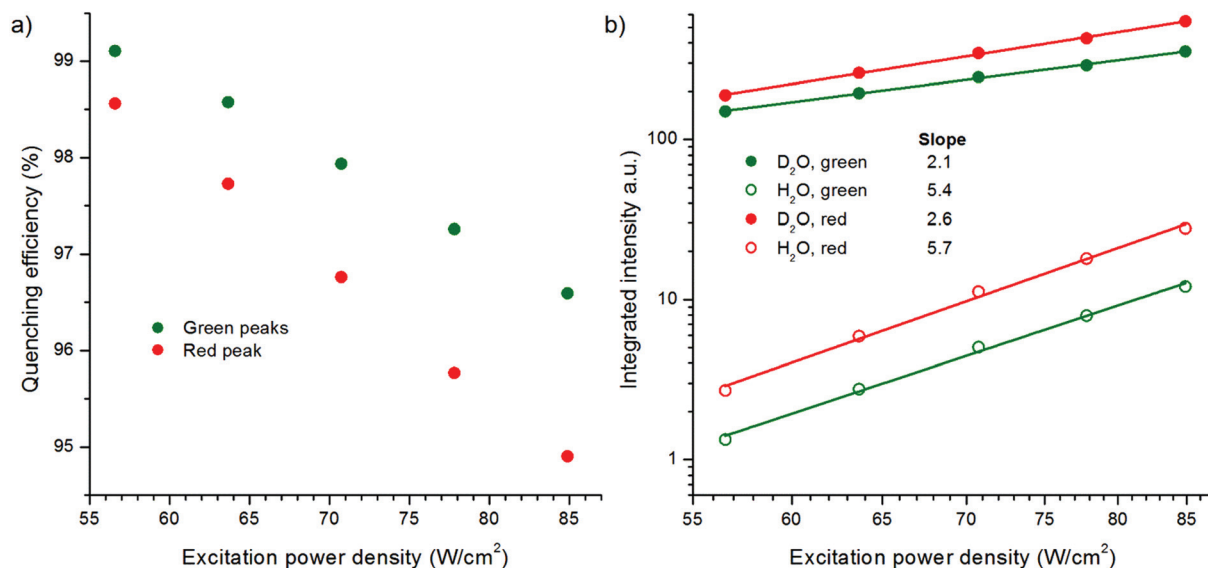 a)
99
98
97
96
95
Quenching efficiency (%)
Green peaks
Red peak
55 60 65 70 75 80 85
Excitation power density (W/cm²)
b)
100
10
1
Integrated intensity a.u.)
Slope
D₂O, green 2.1
H₂O, green 5.4
D₂O, red 2.6
H₂O, red 5.7
55 60 65 70 75 80 85
Excitation power density (W/cm²)